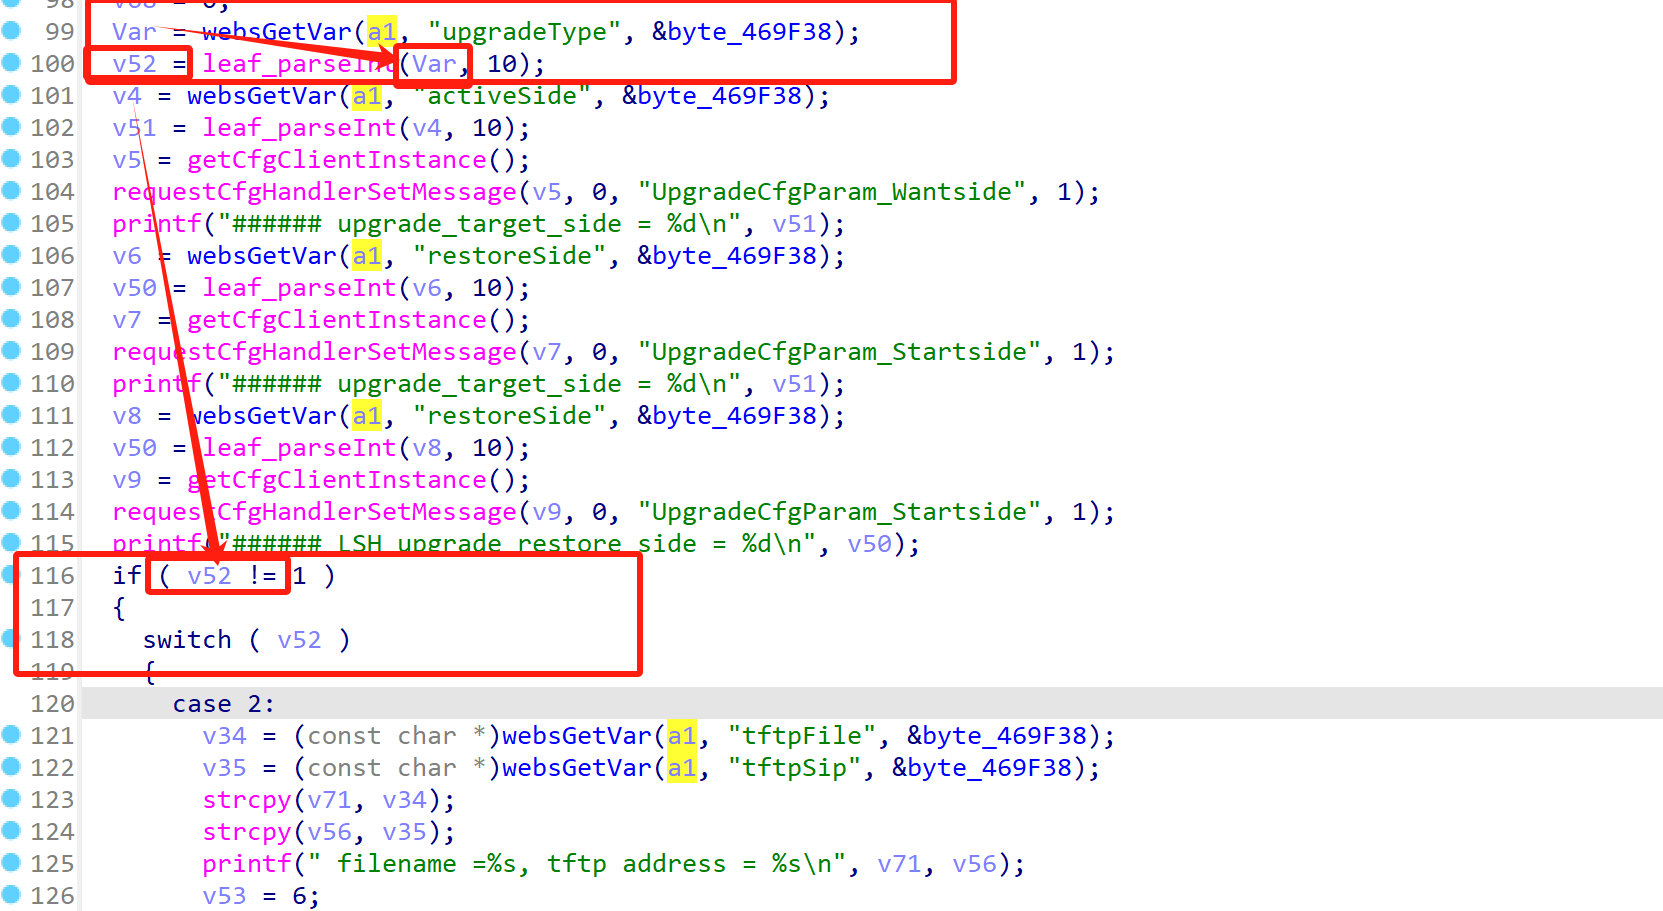 98 v68 = 0;
99 Var = websGetVar(a1, "upgradeType", &byte_469F38);
100 v52 = leaf_parseInt(Var, 10);
101 v4 = websGetVar(a1, "activeSide", &byte_469F38);
102 v51 = leaf_parseInt(v4, 10);
103 v5 = getCfgClientInstance();
104 requestCfgHandlerSetMessage(v5, 0, "UpgradeCfgParam_Wantside", 1);
105 printf("###### upgrade_target_side = %d\n", v51);
106 v6 = websGetVar(a1, "restoreSide", &byte_469F38);
107 v50 = leaf_parseInt(v6, 10);
108 v7 = getCfgClientInstance();
109 requestCfgHandlerSetMessage(v7, 0, "UpgradeCfgParam_Startside", 1);
110 printf("###### upgrade_target_side = %d\n", v51);
111 v8 = websGetVar(a1, "restoreSide", &byte_469F38);
112 v50 = leaf_parseInt(v8, 10);
113 v9 = getCfgClientInstance();
114 requestCfgHandlerSetMessage(v9, 0, "UpgradeCfgParam_Startside", 1);
115 printf("###### LSH upgrade restore side = %d\n", v50);
116 if ( v52 != 1 )
117 {
118 switch ( v52 )
119 {
120 case 2:
121 v34 = (const char *)websGetVar(a1, "tftpFile", &byte_469F38);
122 v35 = (const char *)websGetVar(a1, "tftpSip", &byte_469F38);
123 strcpy(v71, v34);
124 strcpy(v56, v35);
125 printf(" filename =%s, tftp address = %s\n", v71, v56);
126 v53 = 6;